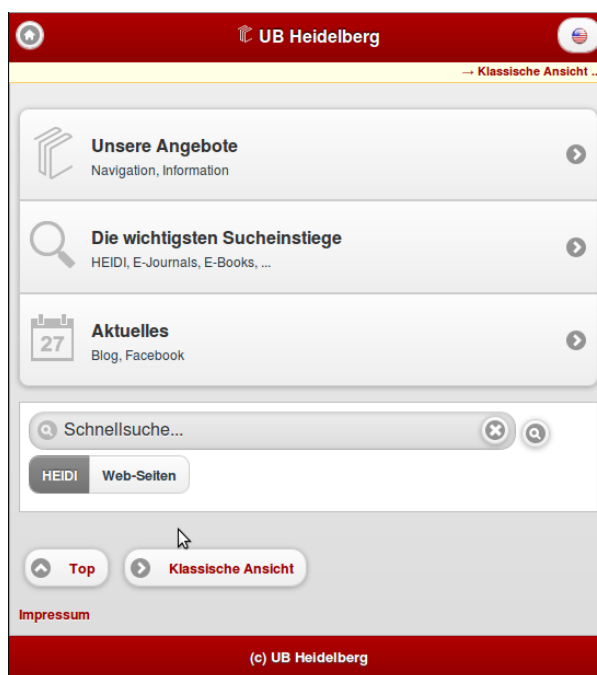 UB Heidelberg
→ Klassische Ansicht ..
Unsere Angebote
Navigation, Information
Die wichtigsten Sucheinstiege
HEIDI, E-Journals, E-Books, ...
27
Aktuelles
Blog, Facebook
Schnellsuche...
HEIDI Web-Seiten
Top Klassische Ansicht
Impressum
(c) UB Heidelberg